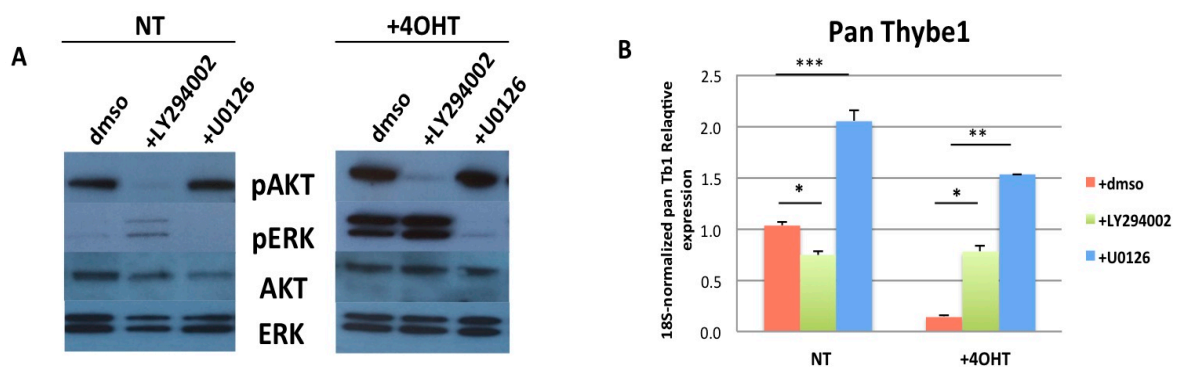 A
NT
+4OHT
dmso
+LY294002
+U0126
dmso
+LY294002
+U0126
pAKT
pERK
AKT
ERK
B
Pan Thybe1
18S-normalized pan Tb1 Relaqtive
expression
2.5
2.0
1.5
1.0
0.5
0.0
***
*
**
*
NT
+4OHT
+dmso
+LY294002
+U0126